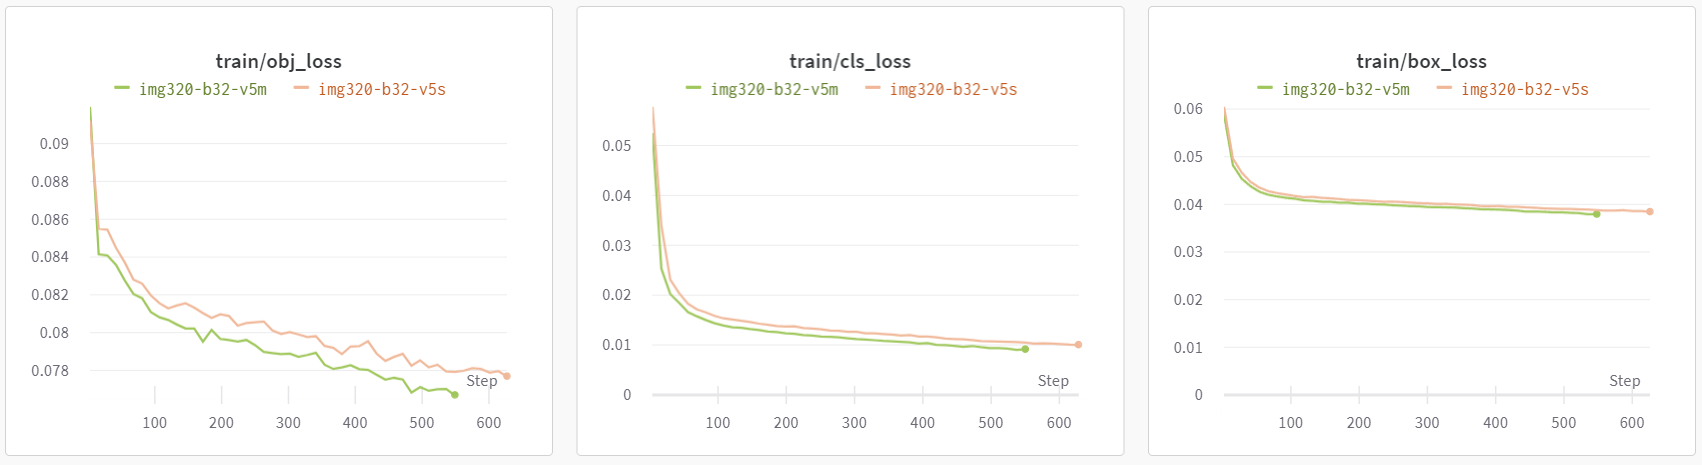 train/obj_loss
img320-b32-v5m img320-b32-v5s
0.09
0.088
0.086
0.084
0.082
0.08
0.078
Step
100 200 300 400 500 600
train/cls_loss
img320-b32-v5m img320-b32-v5s
0.05
0.04
0.03
0.02
0.01
0
Step
100 200 300 400 500 600
train/box_loss
img320-b32-v5m img320-b32-v5s
0.06
0.05
0.04
0.03
0.02
0.01
0
Step
100 200 300 400 500 600